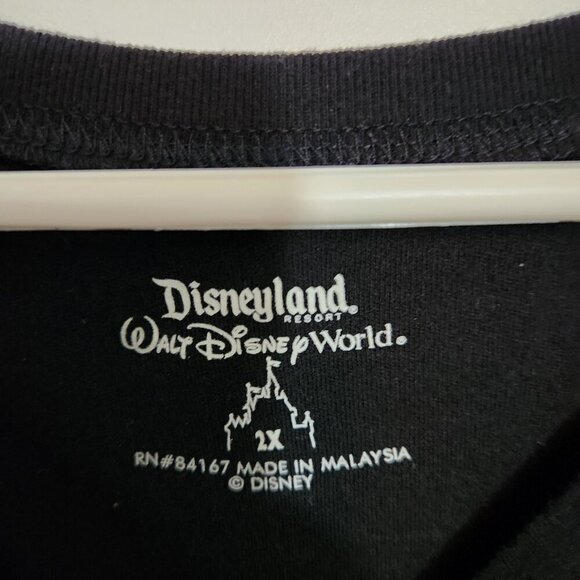 Disneyland®
RESORT
WALT DISNEY World®
2X
RN#84167 MADE IN MALAYSIA
© DISNEY